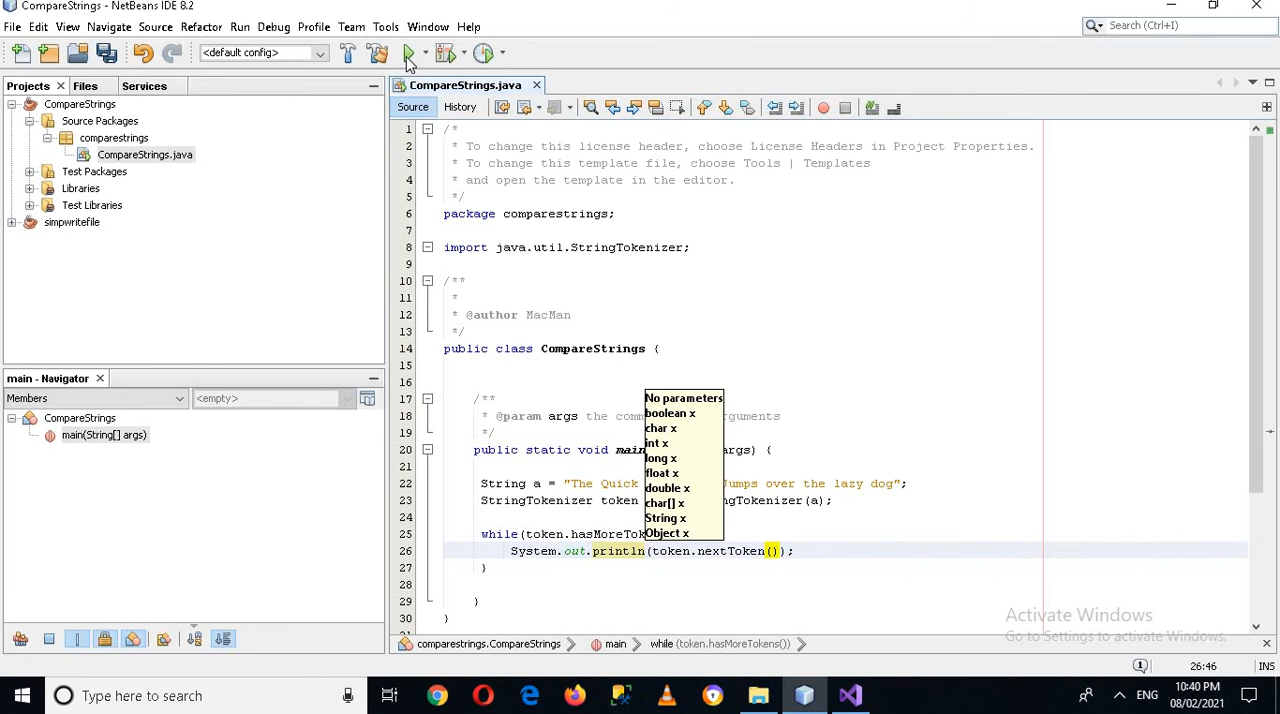 CompareStrings - NetBeans IDE 8.2
File Edit View Navigate Source Refactor Run Debug Profile Team Tools Window Help
Search (Ctrl+I)
<default config>
Projects Files Services
CompareStrings
Source Packages
comparestrings
CompareStrings.java
Test Packages
Libraries
Test Libraries
simpwritefile
main - Navigator
Members
<empty>
CompareStrings
main(String[] args)
CompareStrings.java
Source History
1 /*
2 * To change this license header, choose License Headers in Project Properties.
3 * To change this template file, choose Tools | Templates
4 * and open the template in the editor.
5 */
6 package comparestrings;
7
8 import java.util.StringTokenizer;
9
10 /**
11 *
12 * @author MacMan
13 */
14 public class CompareStrings {
15
16
17 /**
18 * @param args the comm
19 */
20 public static void main
21
22 String a = "The Quick
23 StringTokenizer token
24
25 while(token.hasMoreTok
26 System.out.println(token.nextToken());
27 }
28
29 }
30 }
No parameters
boolean x
char x
int x
long x
float x
double x
char[] x
String x
Object x
guments
args) {
Jumps over the lazy dog";
ngTokenizer(a);
Activate Windows
Go to Settings to activate Windows.
comparestrings.CompareStrings main while (token.hasMoreTokens())
1
26:46
INS
Type here to search
ENG
10:40 PM
08/02/2021